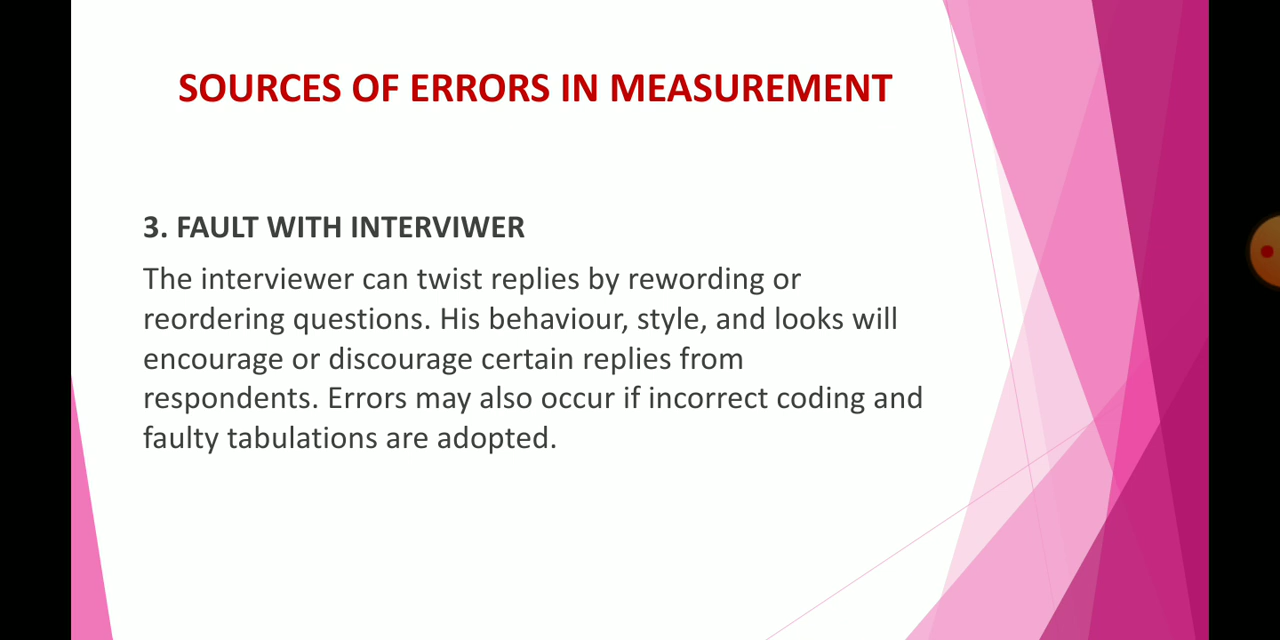 SOURCES OF ERRORS IN MEASUREMENT
3. FAULT WITH INTERVIWER
The interviewer can twist replies by rewording or
reordering questions. His behaviour, style, and looks will
encourage or discourage certain replies from
respondents. Errors may also occur if incorrect coding and
faulty tabulations are adopted.